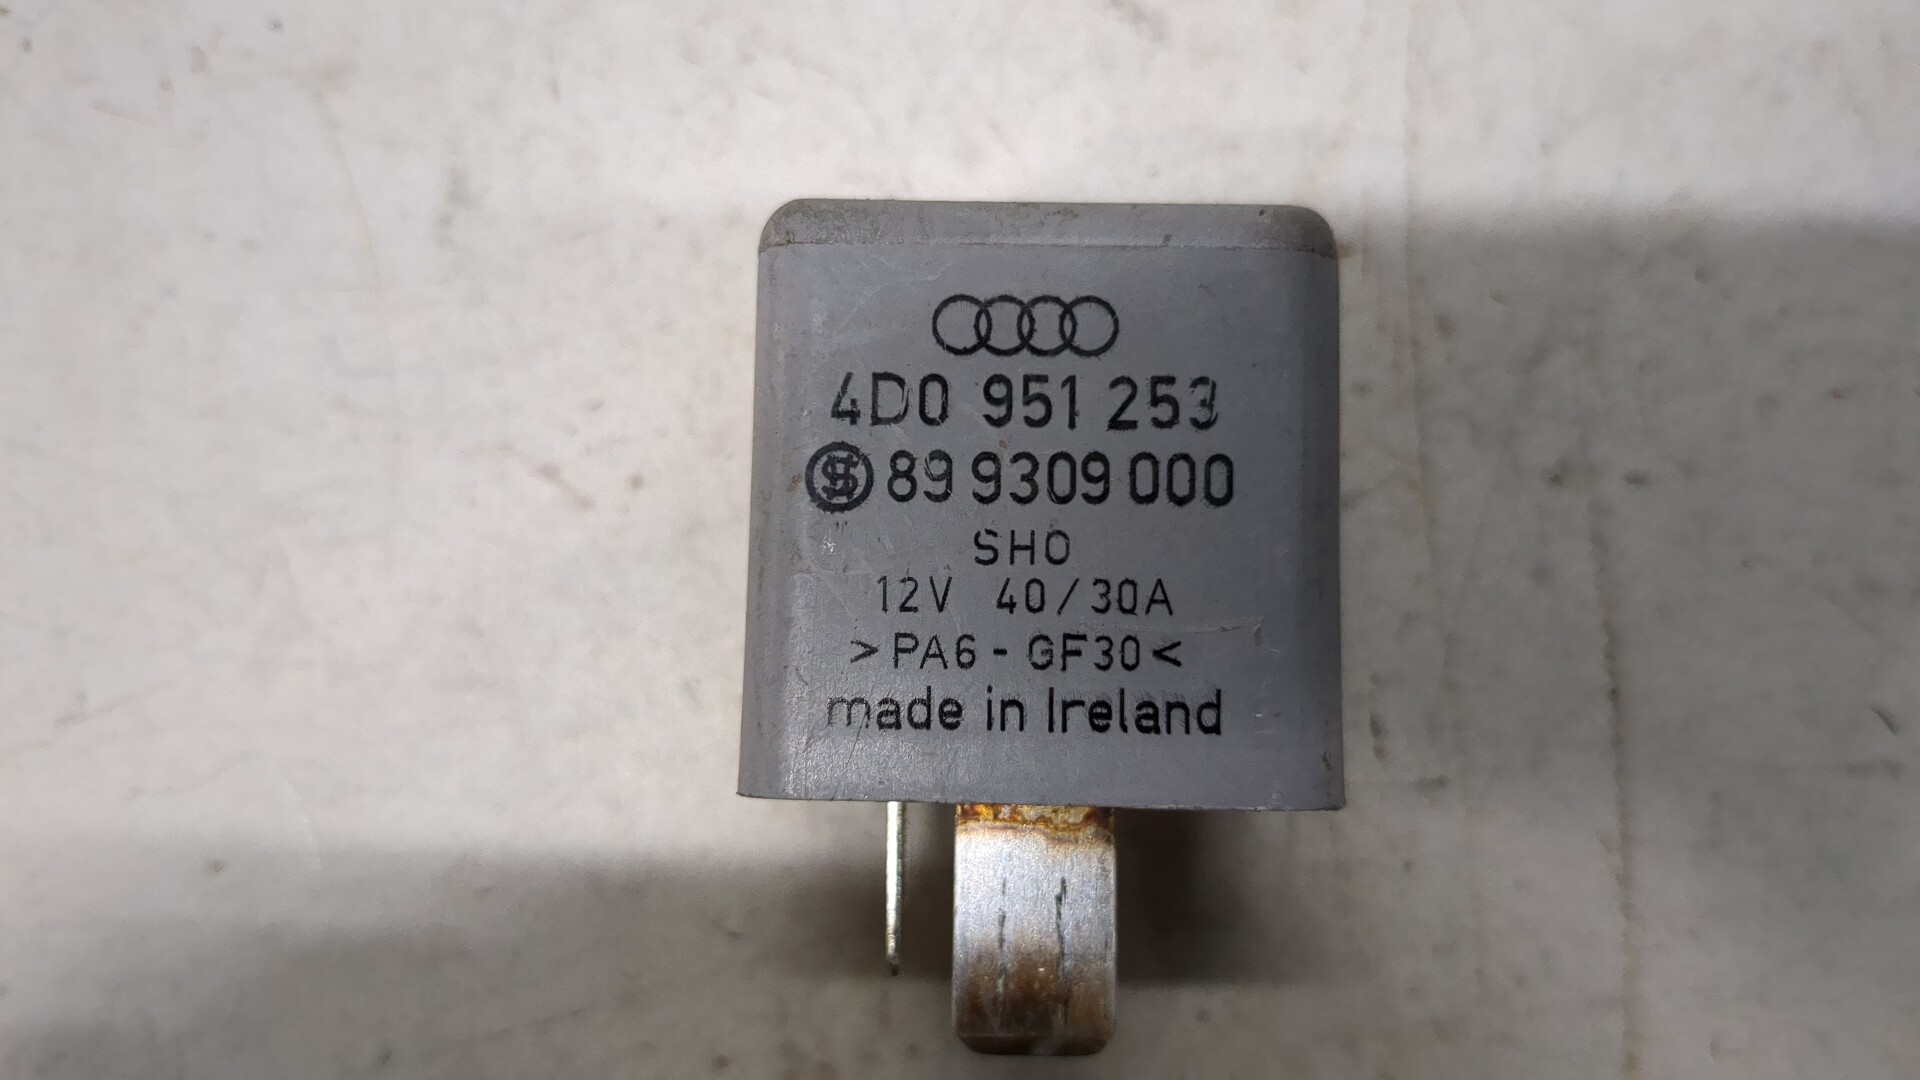 4D0 951 253
89 9309 000
SHO
12V 40/30A
>PA6-GF30<
made in Ireland